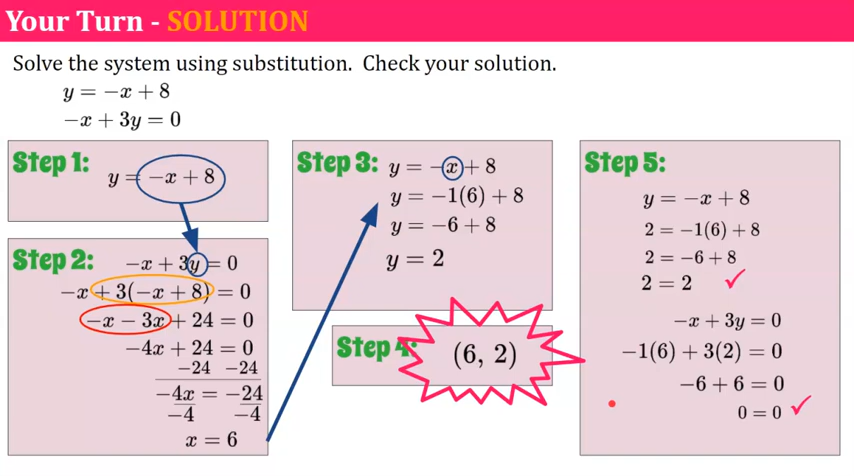 Your Turn - SOLUTION
Solve the system using substitution. Check your solution.
y = −x + 8
−x + 3y = 0
Step 1:
y = −x + 8
Step 2:
−x + 3y = 0
−x + 3(−x + 8) = 0
−x − 3x + 24 = 0
−4x + 24 = 0
−24 −24
−4x = −24
−4 −4
x = 6
Step 3:
y = −x + 8
y = −1(6) + 8
y = −6 + 8
y = 2
Step 4:
(6, 2)
Step 5:
y = −x + 8
2 = −1(6) + 8
2 = −6 + 8
2 = 2 ✓
−x + 3y = 0
−1(6) + 3(2) = 0
−6 + 6 = 0
0 = 0 ✓